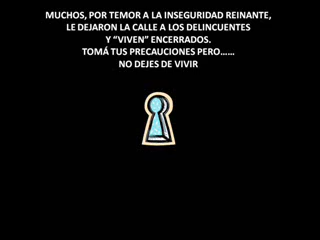 MUCHOS, POR TEMOR A LA INSEGURIDAD REINANTE,
LE DEJARON LA CALLE A LOS DELINCUENTES
Y “VIVEN” ENCERRADOS.
TOMÁ TUS PRECAUCIONES PERO……
NO DEJES DE VIVIR